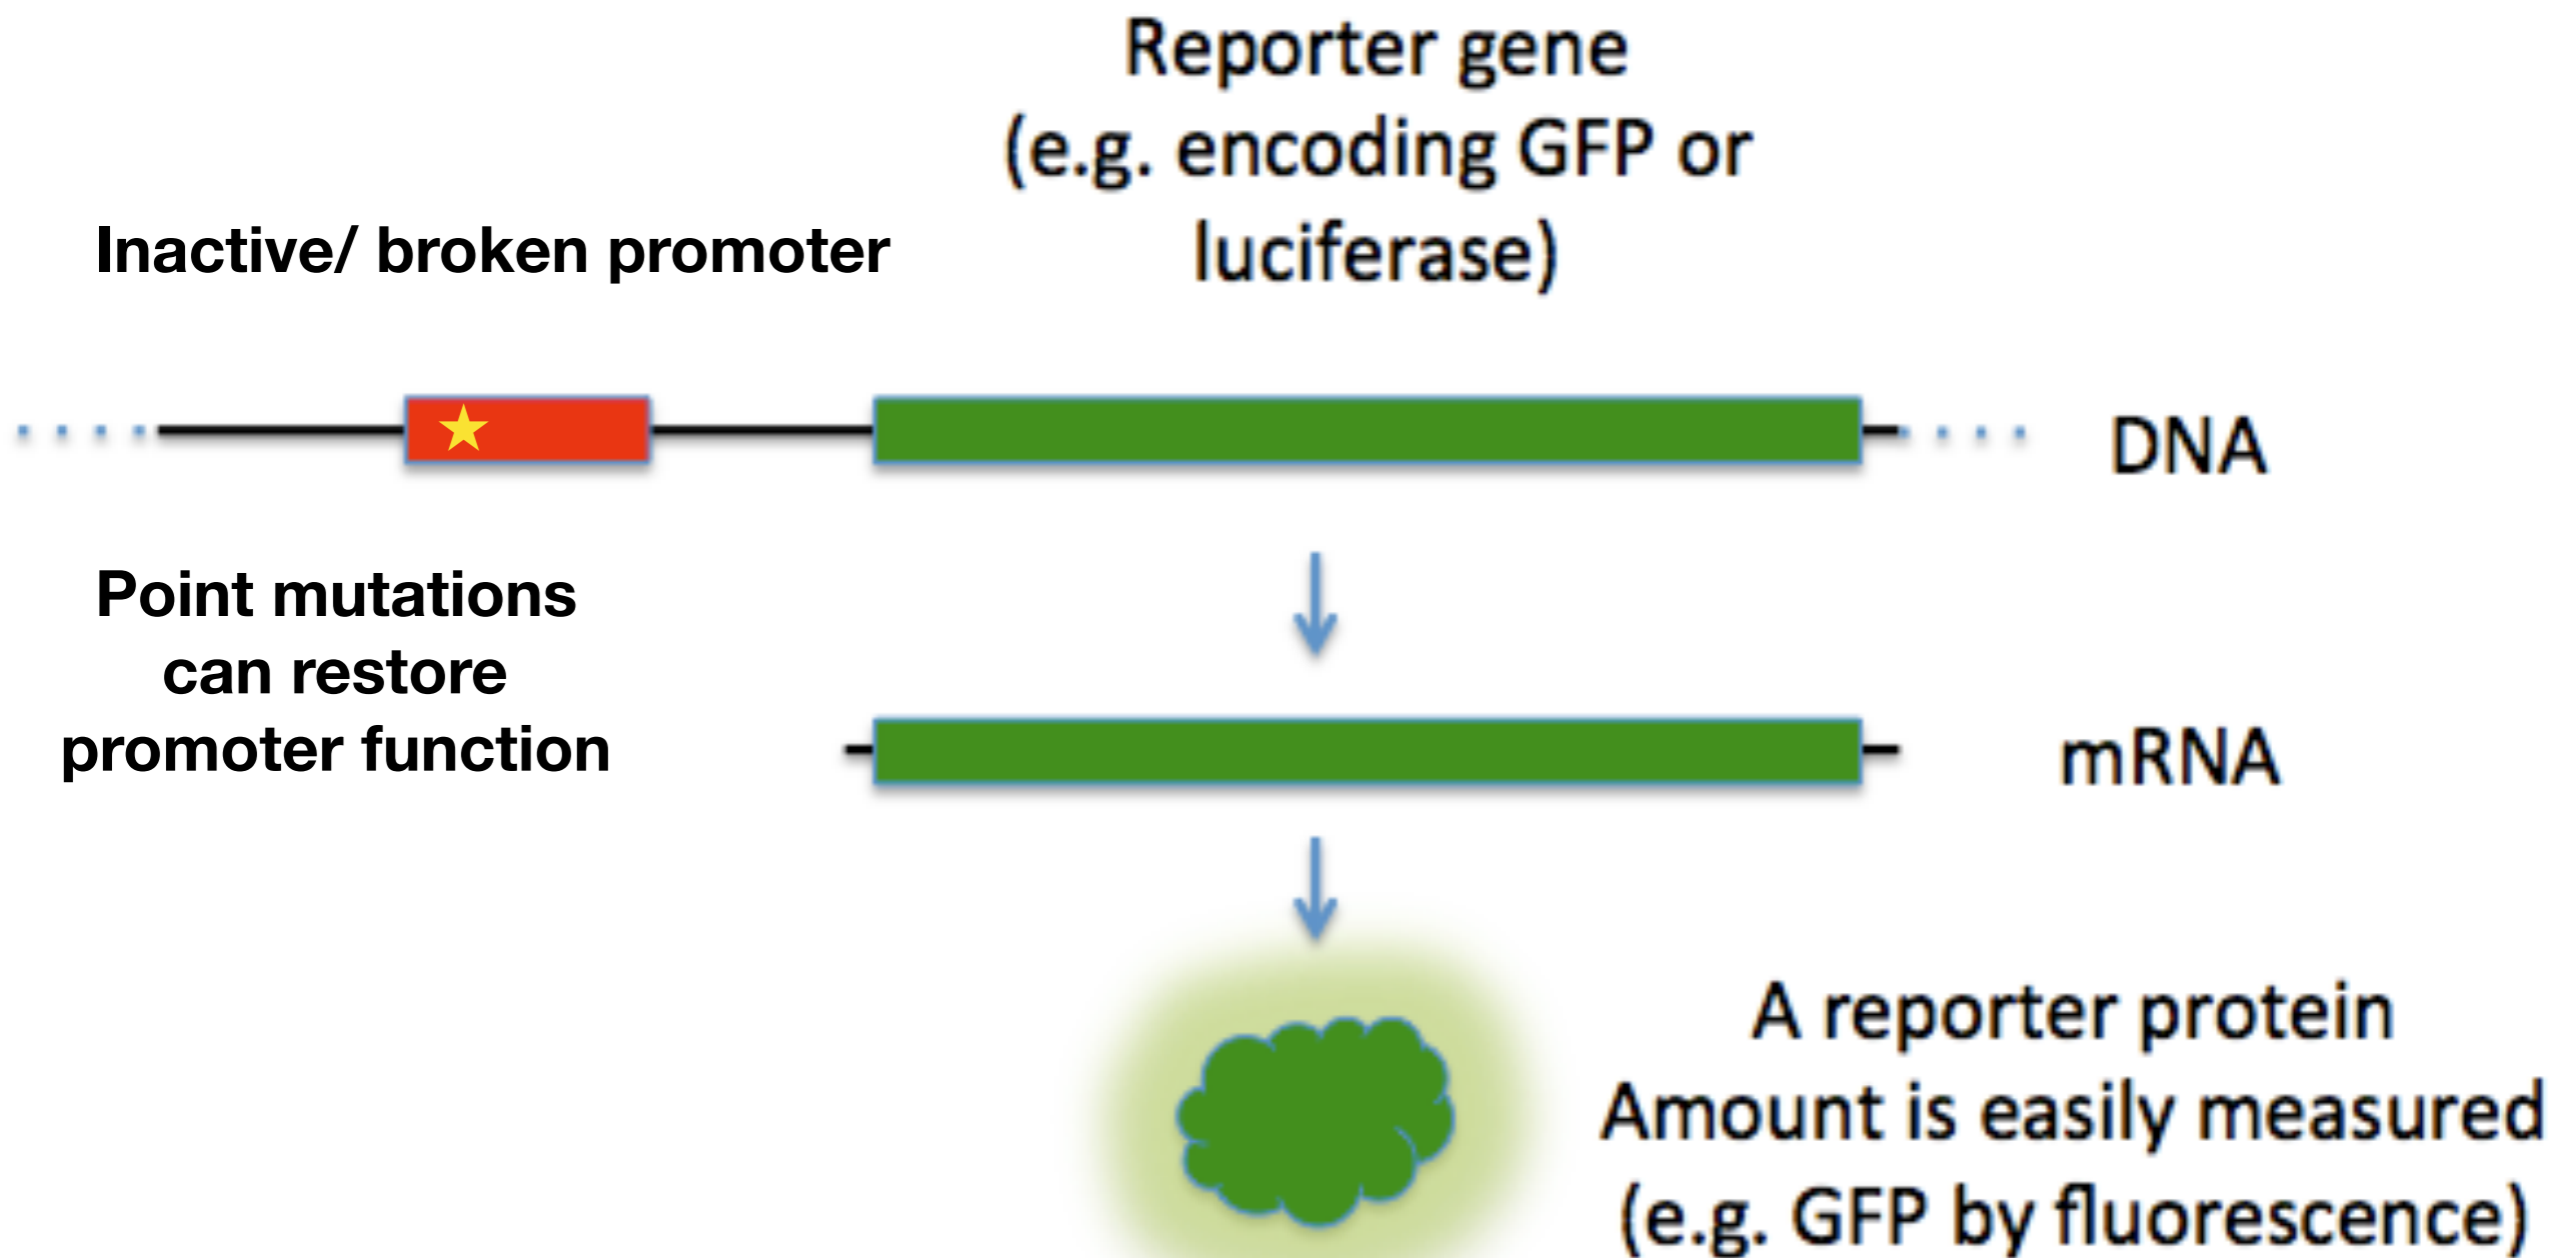 Reporter gene
(e.g. encoding GFP or
luciferase)
Inactive/ broken promoter
DNA
Point mutations
can restore
promoter function
mRNA
A reporter protein
Amount is easily measured
(e.g. GFP by fluorescence)